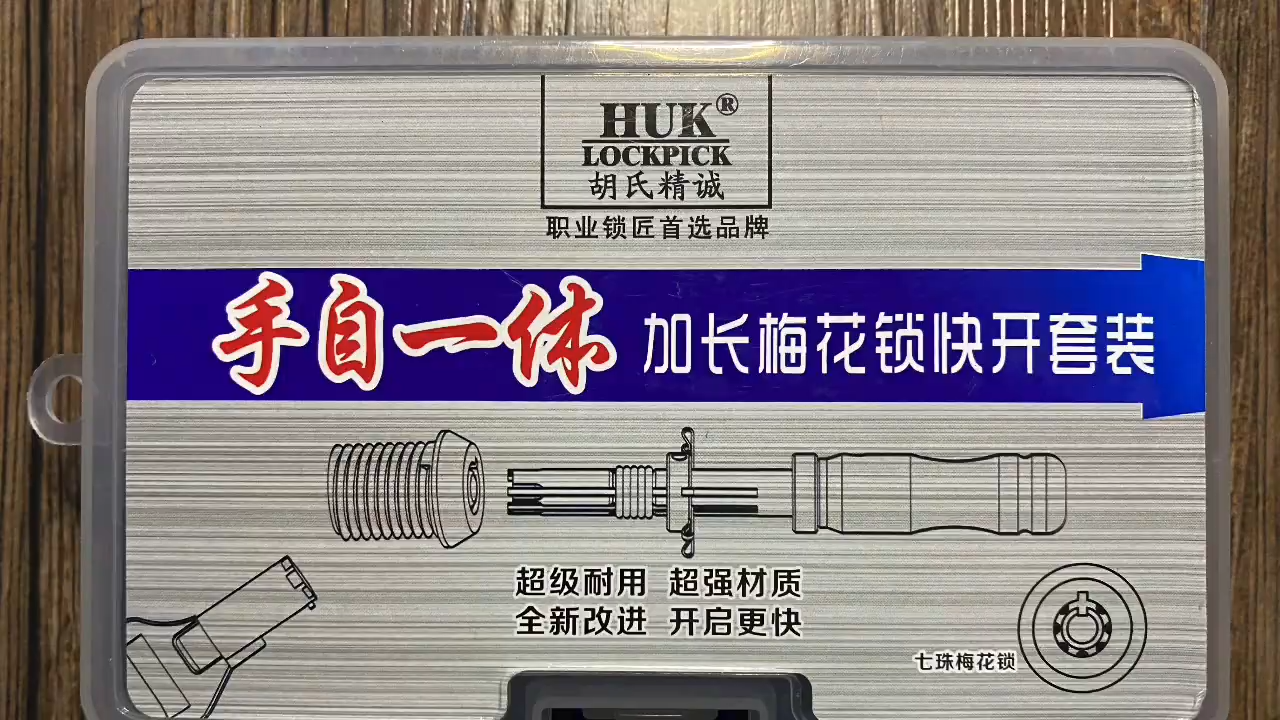 HUK®
LOCKPICK
胡氏精诚
职业锁匠首选品牌
手自一体 加长梅花锁快开套装
超级耐用 超强材质
全新改进 开启更快
七珠梅花锁